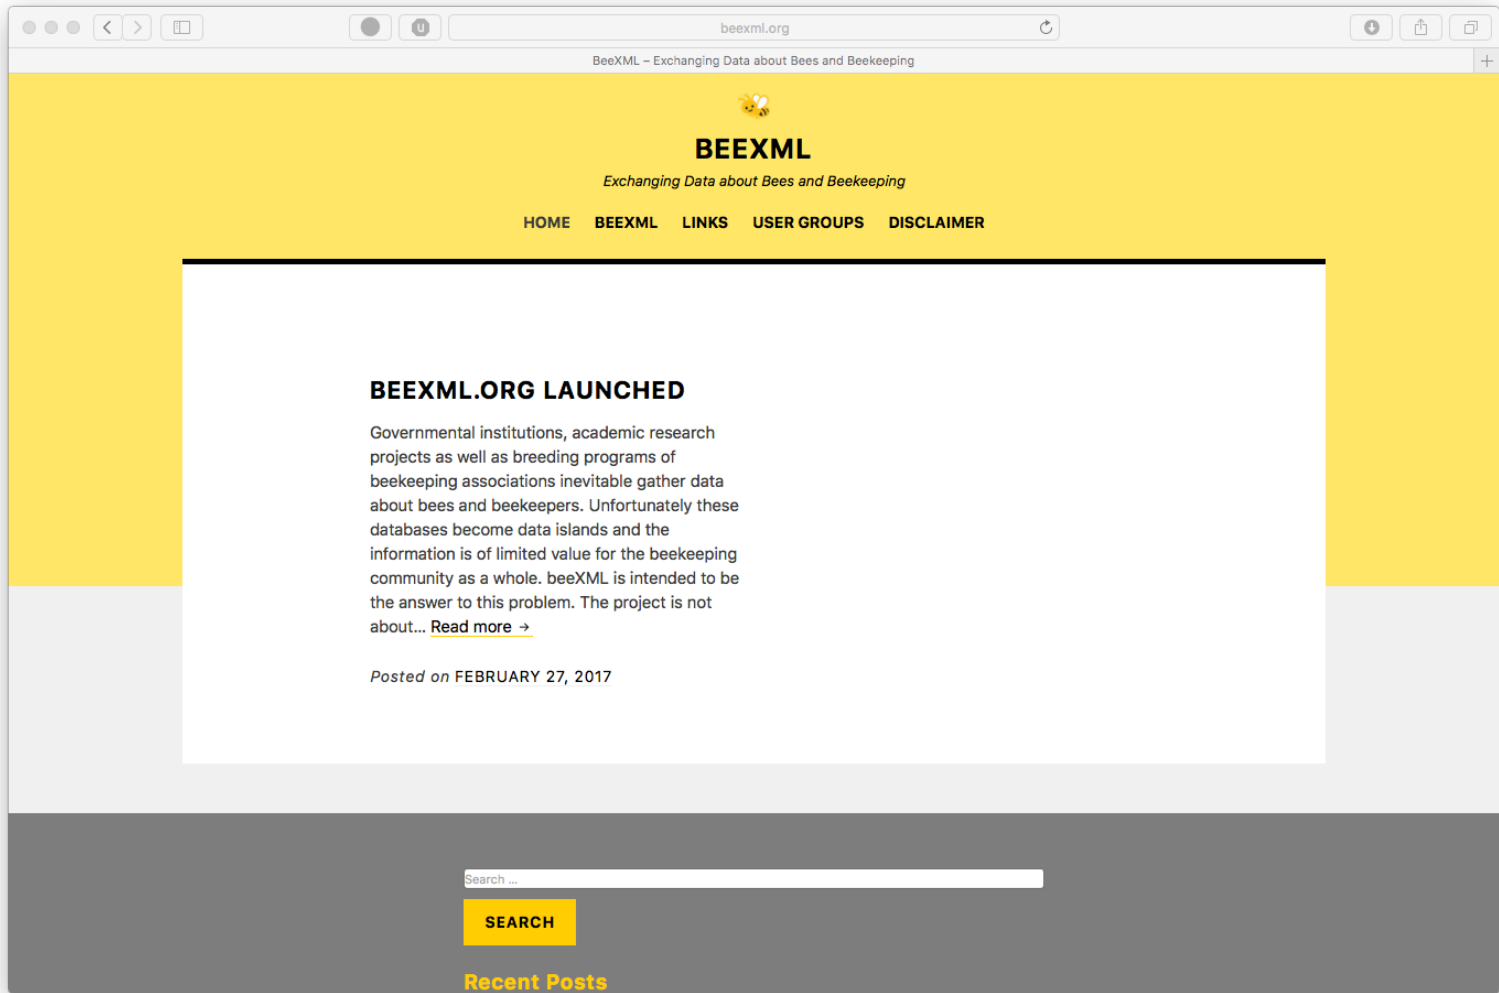 beexml.org
BeeXML – Exchanging Data about Bees and Beekeeping
BEEXML
Exchanging Data about Bees and Beekeeping
HOME BEEXML LINKS USER GROUPS DISCLAIMER
BEEXML.ORG LAUNCHED
Governmental institutions, academic research
projects as well as breeding programs of
beekeeping associations inevitable gather data
about bees and beekeepers. Unfortunately these
databases become data islands and the
information is of limited value for the beekeeping
community as a whole. beeXML is intended to be
the answer to this problem. The project is not
about... Read more →
Posted on FEBRUARY 27, 2017
Search ...
SEARCH
Recent Posts